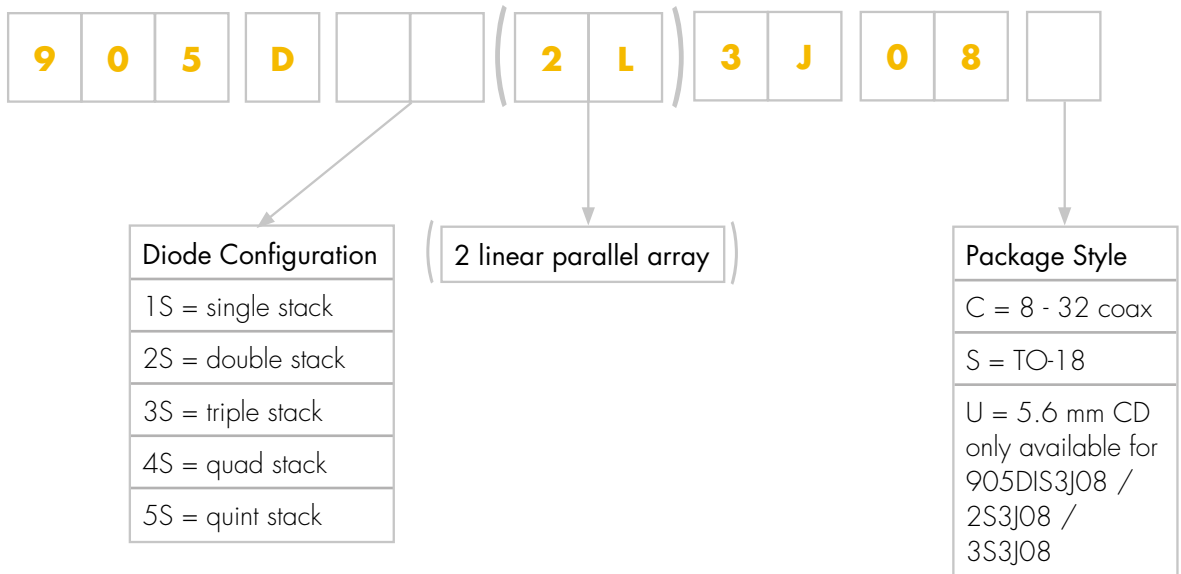 9 0 5 D ( 2 L ) 3 J 0 8
Diode Configuration
1S = single stack
2S = double stack
3S = triple stack
4S = quad stack
5S = quint stack
( 2 linear parallel array )
Package Style
C = 8 - 32 coax
S = TO-18
U = 5.6 mm CD
only available for
905DIS3J08 /
2S3J08 /
3S3J08